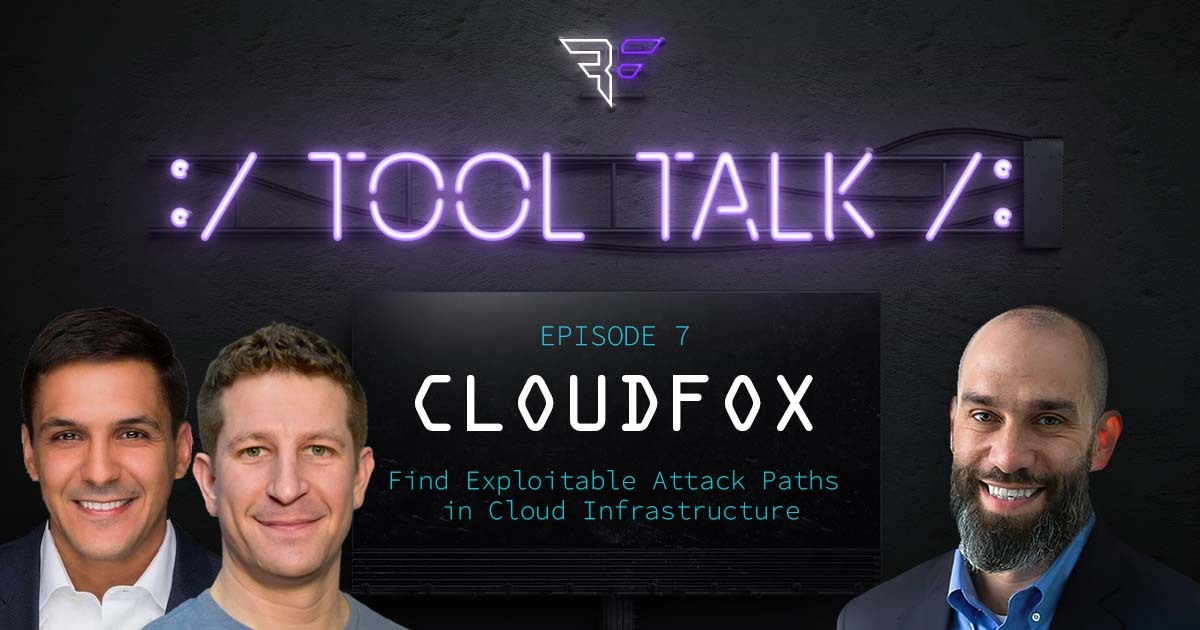 :/ TOOL TALK /:
EPISODE 7
CLOUDFOX
Find Exploitable Attack Paths
in Cloud Infrastructure